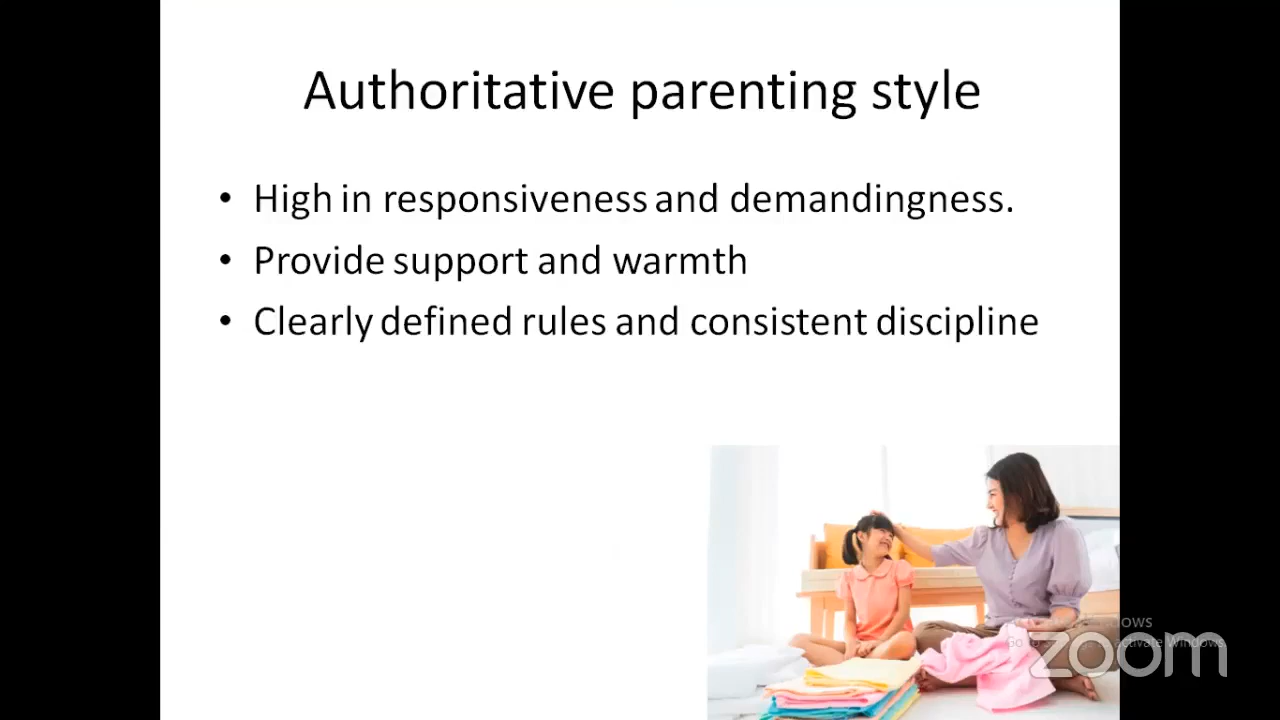 Authoritative parenting style
• High in responsiveness and demandingness.
• Provide support and warmth
• Clearly defined rules and consistent discipline
zoom